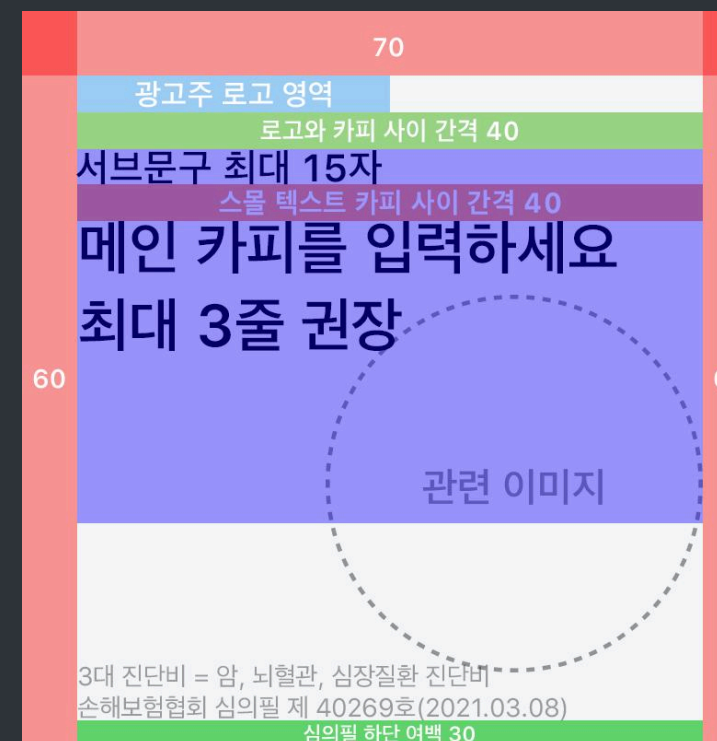 70
광고주 로고 영역
로고와 카피 사이 간격 40
서브문구 최대 15자
스몰 텍스트 카피 사이 간격 40
메인 카피를 입력하세요
최대 3줄 권장
60
관련 이미지
3대 진단비 = 암, 뇌혈관, 심장질환 진단비
손해보험협회 심의필 제 40269호(2021.03.08)
심의필 하단 여백 30